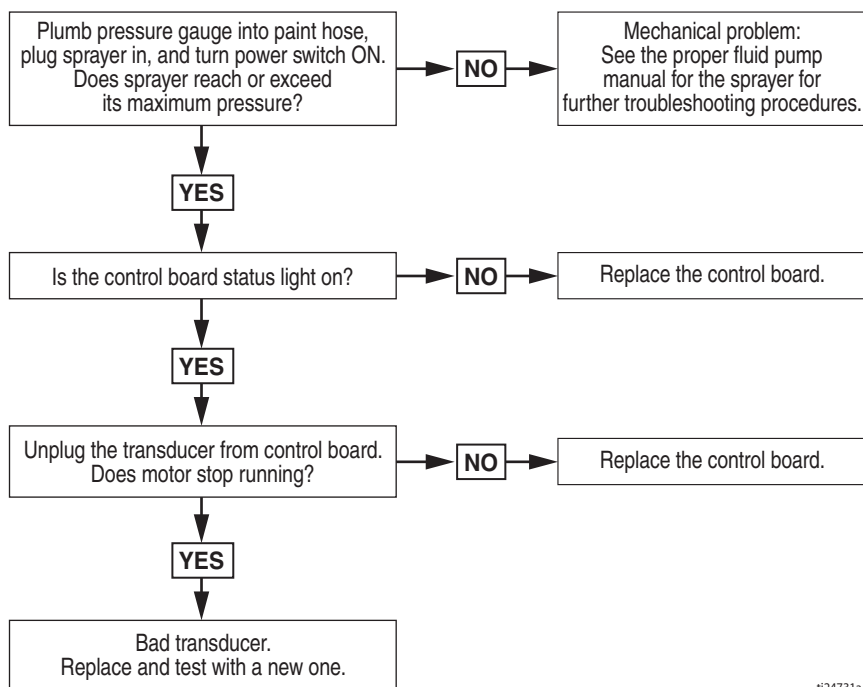 Plumb pressure gauge into paint hose,
plug sprayer in, and turn power switch ON.
Does sprayer reach or exceed
its maximum pressure?
NO
Mechanical problem:
See the proper fluid pump
manual for the sprayer for
further troubleshooting procedures.
YES
Is the control board status light on?
NO
Replace the control board.
YES
Unplug the transducer from control board.
Does motor stop running?
NO
Replace the control board.
YES
Bad transducer.
Replace and test with a new one.
ti24731a